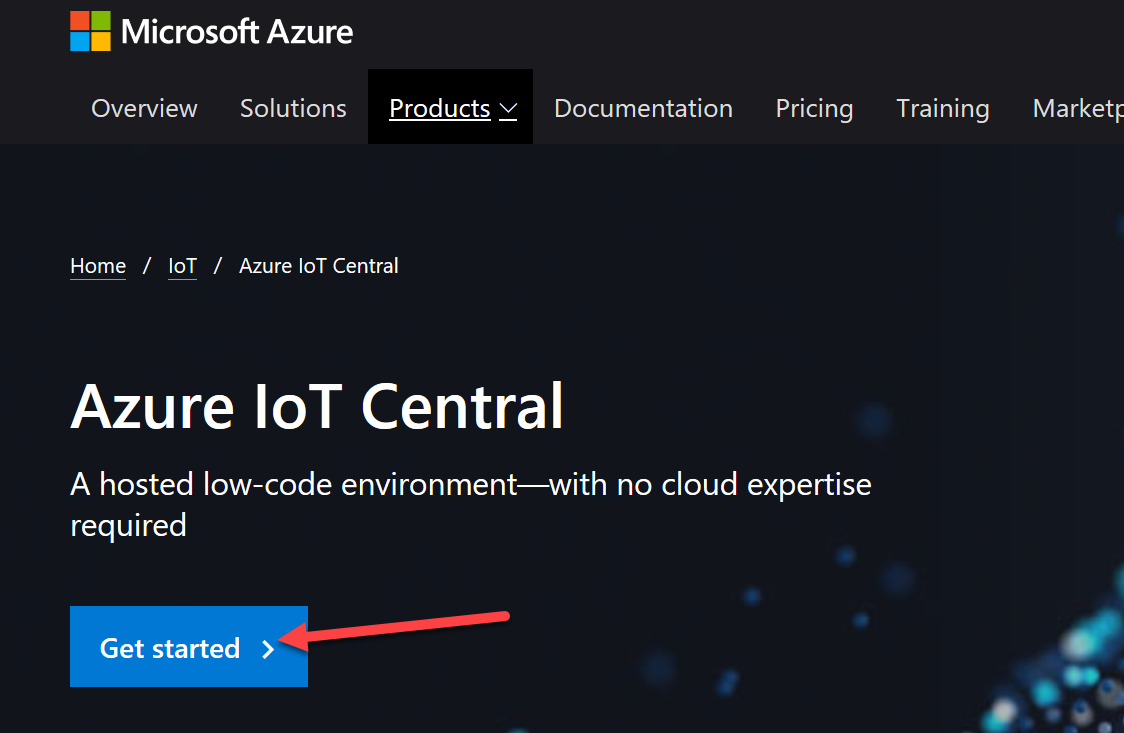 Microsoft Azure
Overview Solutions Products Documentation Pricing Training Marketp
Home / IoT / Azure IoT Central
Azure IoT Central
A hosted low-code environment—with no cloud expertise
required
Get started